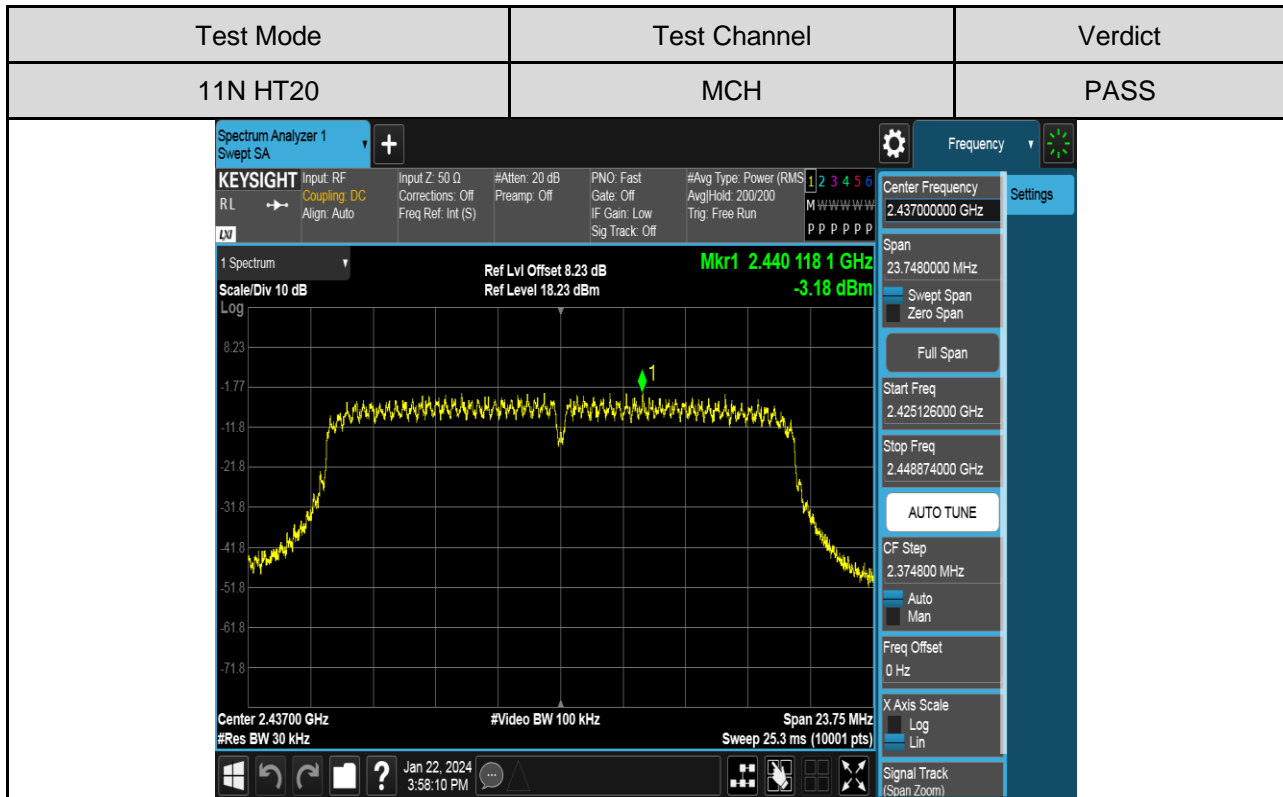 Test Mode Test Channel Verdict
11N HT20 MCH PASS
Spectrum Analyzer 1
Swept SA
+
Frequency
KEYSIGHT
RL
LXI
Input: RF
Coupling: DC
Align: Auto
Input Z: 50 Ω
Corrections: Off
Freq Ref: Int (S)
#Atten: 20 dB
Preamp: Off
PNO: Fast
Gate: Off
IF Gain: Low
Sig Track: Off
#Avg Type: Power (RMS
Avg|Hold: 200/200
Trig: Free Run
1 2 3 4 5 6
M W W W W W
P P P P P P
1 Spectrum
Scale/Div 10 dB
Ref Lvl Offset 8.23 dB
Ref Level 18.23 dBm
Mkr1 2.440 118 1 GHz
-3.18 dBm
Log
8.23
-1.77
-11.8
-21.8
-31.8
-41.8
-51.8
-61.8
-71.8
1
Center 2.43700 GHz
#Res BW 30 kHz
#Video BW 100 kHz
Span 23.75 MHz
Sweep 25.3 ms (10001 pts)
Center Frequency
2.437000000 GHz
Settings
Span
23.7480000 MHz
Swept Span
Zero Span
Full Span
Start Freq
2.425126000 GHz
Stop Freq
2.448874000 GHz
AUTO TUNE
CF Step
2.374800 MHz
Auto
Man
Freq Offset
0 Hz
X Axis Scale
Log
Lin
Signal Track
(Span Zoom)
?
Jan 22, 2024
3:58:10 PM